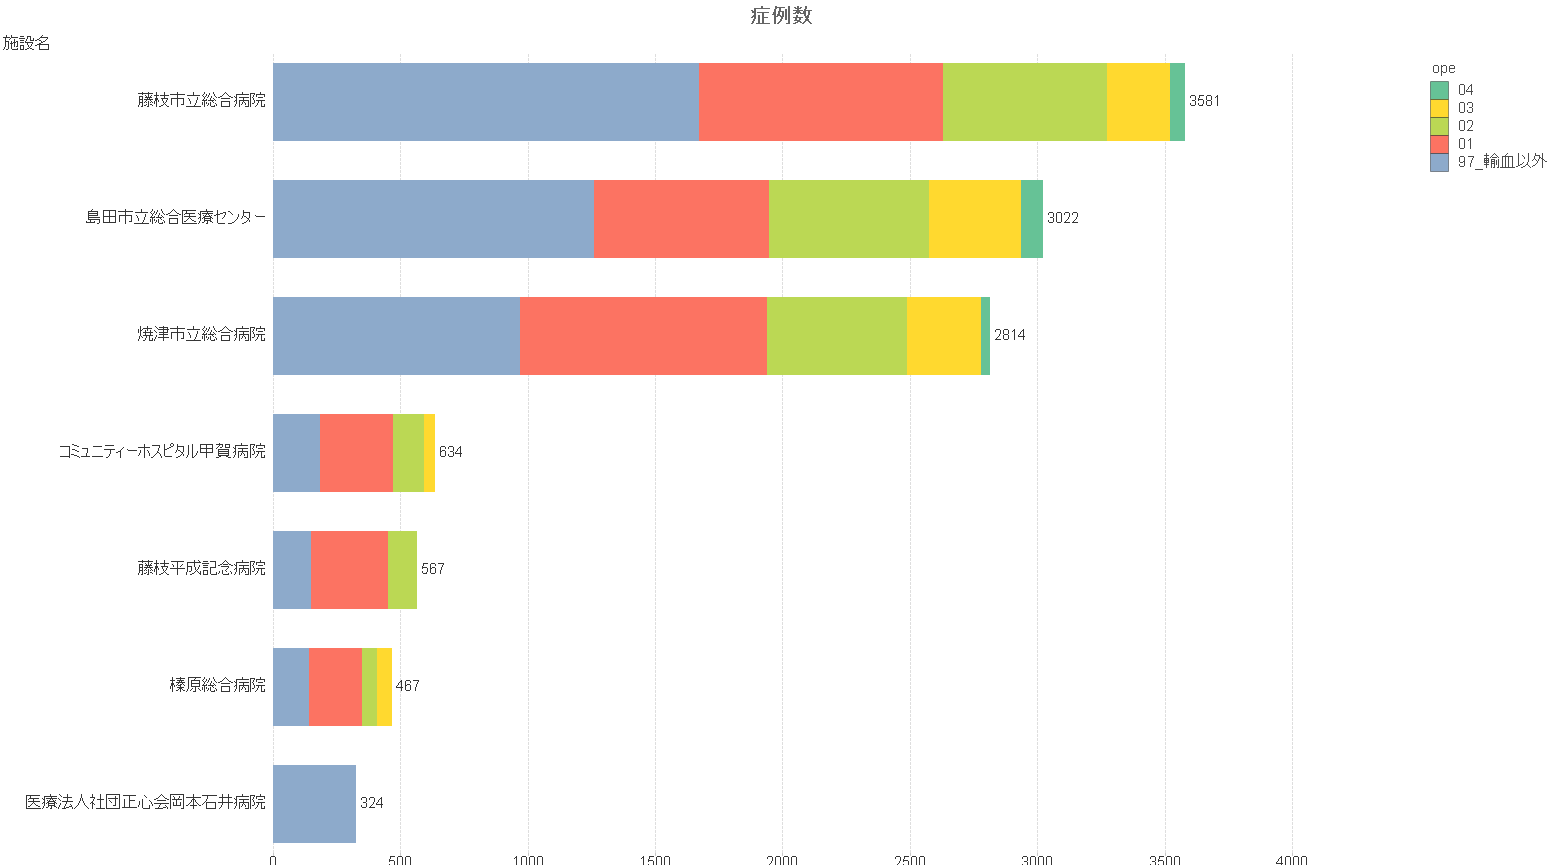 症例数
施設名
藤枝市立総合病院 3581
島田市立総合医療センター 3022
焼津市立総合病院 2814
コミュニティーホスピタル甲賀病院 634
藤枝平成記念病院 567
榛原総合病院 467
医療法人社団正心会岡本石井病院 324
0 500 1000 1500 2000 2500 3000 3500 4000
ope
04
03
02
01
97_輸血以外